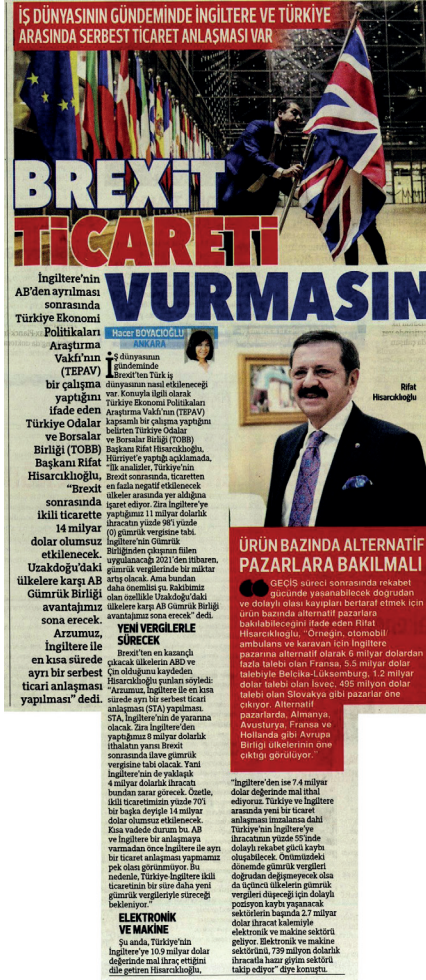 İŞ DÜNYASININ GÜNDEMİNDE İNGİLTERE VE TÜRKİYE
ARASINDA SERBEST TİCARET ANLAŞMASI VAR
BREXİT
TİCARETİ
VURMASIN
İngiltere'nin
AB'den ayrılması
sonrasında
Türkiye Ekonomi
Politikaları
Araştırma
Vakfı'nın
(TEPAV)
bir çalışma
yaptığını
ifade eden
Türkiye Odalar
ve Borsalar
Birliği (TOBB)
Başkanı Rifat
Hisarcıklıoğlu,
"Brexit
sonrasında
ikili ticarette
14 milyar
dolar olumsuz
etkilenecek.
Uzakdoğu'daki
ülkelere karşı AB
Gümrük Birliği
avantajımız
sona erecek.
Arzumuz,
İngiltere ile
en kısa sürede
ayrı bir serbest
ticari anlaşması
yapılması" dedi.
Hacer BOYACIOĞLU
ANKARA
İŞ dünyasının
gündeminde
Brexit'ten Türk iş
dünyasının nasıl etkileneceği
var. Konuyla ilgili olarak
Türkiye Ekonomi Politikaları
Araştırma Vakfı'nın (TEPAV)
kapsamlı bir çalışma yaptığını
belirten Türkiye Odalar
ve Borsalar Birliği (TOBB)
Başkanı Rifat Hisarcıklıoğlu,
Hürriyet'e yaptığı açıklamada,
"İlk analizler, Türkiye'nin
Brexit sonrasında, ticaretten
en fazla negatif etkilenecek
ülkeler arasında yer aldığına
işaret ediyor. Zira İngiltere'ye
yaptığımız 11 milyar dolarlık
ihracatın yüzde 98'i yüzde
(0) gümrük vergisine tabi.
İngiltere'nin Gümrük
Birliğinden çıkışının fiilen
uygulanacağı 2021'den itibaren,
gümrük vergilerinde bir miktar
artış olacak. Ama bundan
daha önemlisi şu. Rakibimiz
olan özellikle Uzakdoğu'daki
ülkelere karşı AB Gümrük Birliği
avantajımız sona erecek" dedi.
YENİ VERGİLERLE
SÜRECEK
Brexit'ten en kazançlı
çıkacak ülkelerin ABD ve
Çin olduğunu kaydeden
Hisarcıklıoğlu şunları söyledi:
"Arzumuz, İngiltere ile en kısa
sürede ayrı bir serbest ticari
anlaşması (STA) yapılması.
STA, İngiltere'nin de yararına
olacak. Zira İngiltere'den
yaptığımız 8 milyar dolarlık
ithalatın yarısı Brexit
sonrasında ilave gümrük
vergisine tabi olacak. Yani
İngiltere'nin de yaklaşık
4 milyar dolarlık ihracatı
bundan zarar görecek. Özetle,
ikili ticaretimizin yüzde 70'i
bir başka deyişle 14 milyar
dolar olumsuz etkilenecek.
Kısa vadede durum bu. AB
ve İngiltere bir anlaşmaya
varmadan önce İngiltere ile ayrı
bir ticaret anlaşması yapmamız
pek olası görünmüyor. Bu
nedenle, Türkiye-İngiltere ikili
ticaretinin bir süre daha yeni
gümrük vergileriyle süreceği
bekleniyor."
ELEKTRONİK
VE MAKİNE
Şu anda, Türkiye'nin
İngiltere'ye 10.9 milyar dolar
değerinde mal ihraç ettiğini
dile getiren Hisarcıklıoğlu,
Rifat
Hisarcıklıoğlu
ÜRÜN BAZINDA ALTERNATİF
PAZARLARA BAKILMALI
GEÇİŞ süreci sonrasında rekabet
gücünde yaşanabilecek doğrudan
ve dolaylı olası kayıpları bertaraf etmek için
ürün bazında alternatif pazarlara
bakılabileceğini ifade eden Rifat
Hisarcıklıoğlu, "Örneğin, otomobil/
ambulans ve karavan için İngiltere
pazarına alternatif olarak 6 milyar dolardan
fazla talebi olan Fransa, 5.5 milyar dolar
talebiyle Belçika-Lüksemburg, 1.2 milyar
dolar talebi olan İsveç, 495 milyon dolar
talebi olan Slovakya gibi pazarlar öne
çıkıyor. Alternatif
pazarlarda, Almanya,
Avusturya, Fransa ve
Hollanda gibi Avrupa
Birliği ülkelerinin öne
çıktığı görülüyor."
"İngiltere'den ise 7.4 milyar
dolar değerinde mal ithal
ediyoruz. Türkiye ve İngiltere
arasında yeni bir ticaret
anlaşması imzalansa dahi
Türkiye'nin İngiltere'ye
ihracatının yüzde 55'inde
dolaylı rekabet gücü kaybı
oluşabilecek. Önümüzdeki
dönemde gümrük vergileri
doğrudan değişmeyecek olsa
da üçüncü ülkelerin gümrük
vergileri düşeceği için dolaylı
pozisyon kaybı yaşanacak
sektörlerin başında 2.7 milyar
dolar ihracat kalemiyle
elektronik ve makine sektörü
geliyor. Elektronik ve makine
sektörünü, 739 milyon dolarlık
ihracatla hazır giyim sektörü
takip ediyor" diye konuştu.